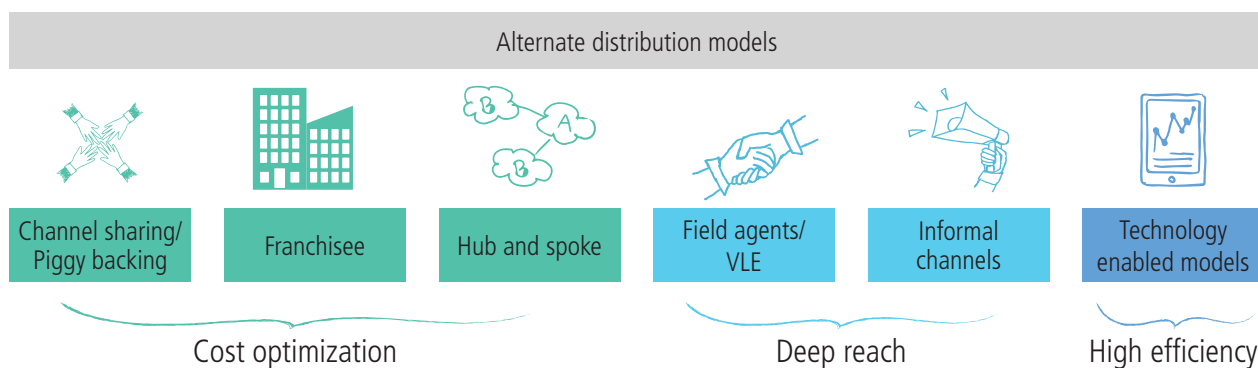 Alternate distribution models
B
A
B
Channel sharing/
Piggy backing
Franchisee
Hub and spoke
Field agents/
VLE
Informal
channels
Technology
enabled models
Cost optimization
Deep reach
High efficiency